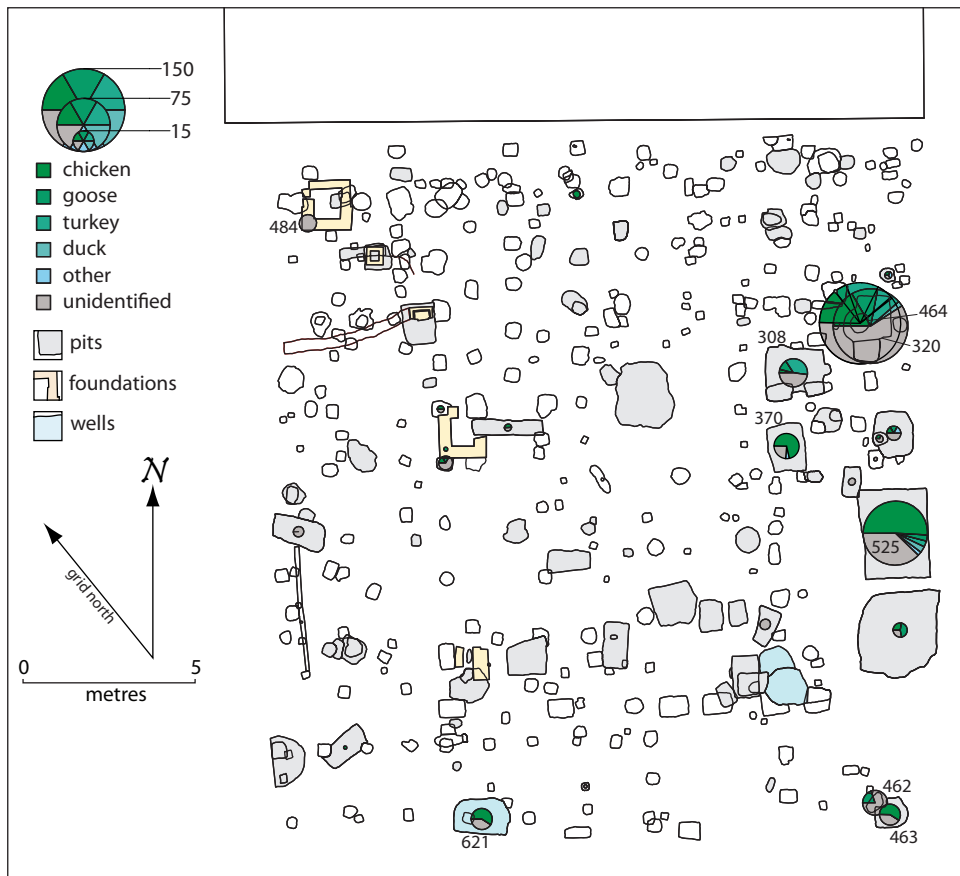 150
75
15
chicken
goose
turkey
duck
other
unidentified
pits
foundations
wells
N
grid north
0 5
metres
484
464
320
308
370
525
462
463
621